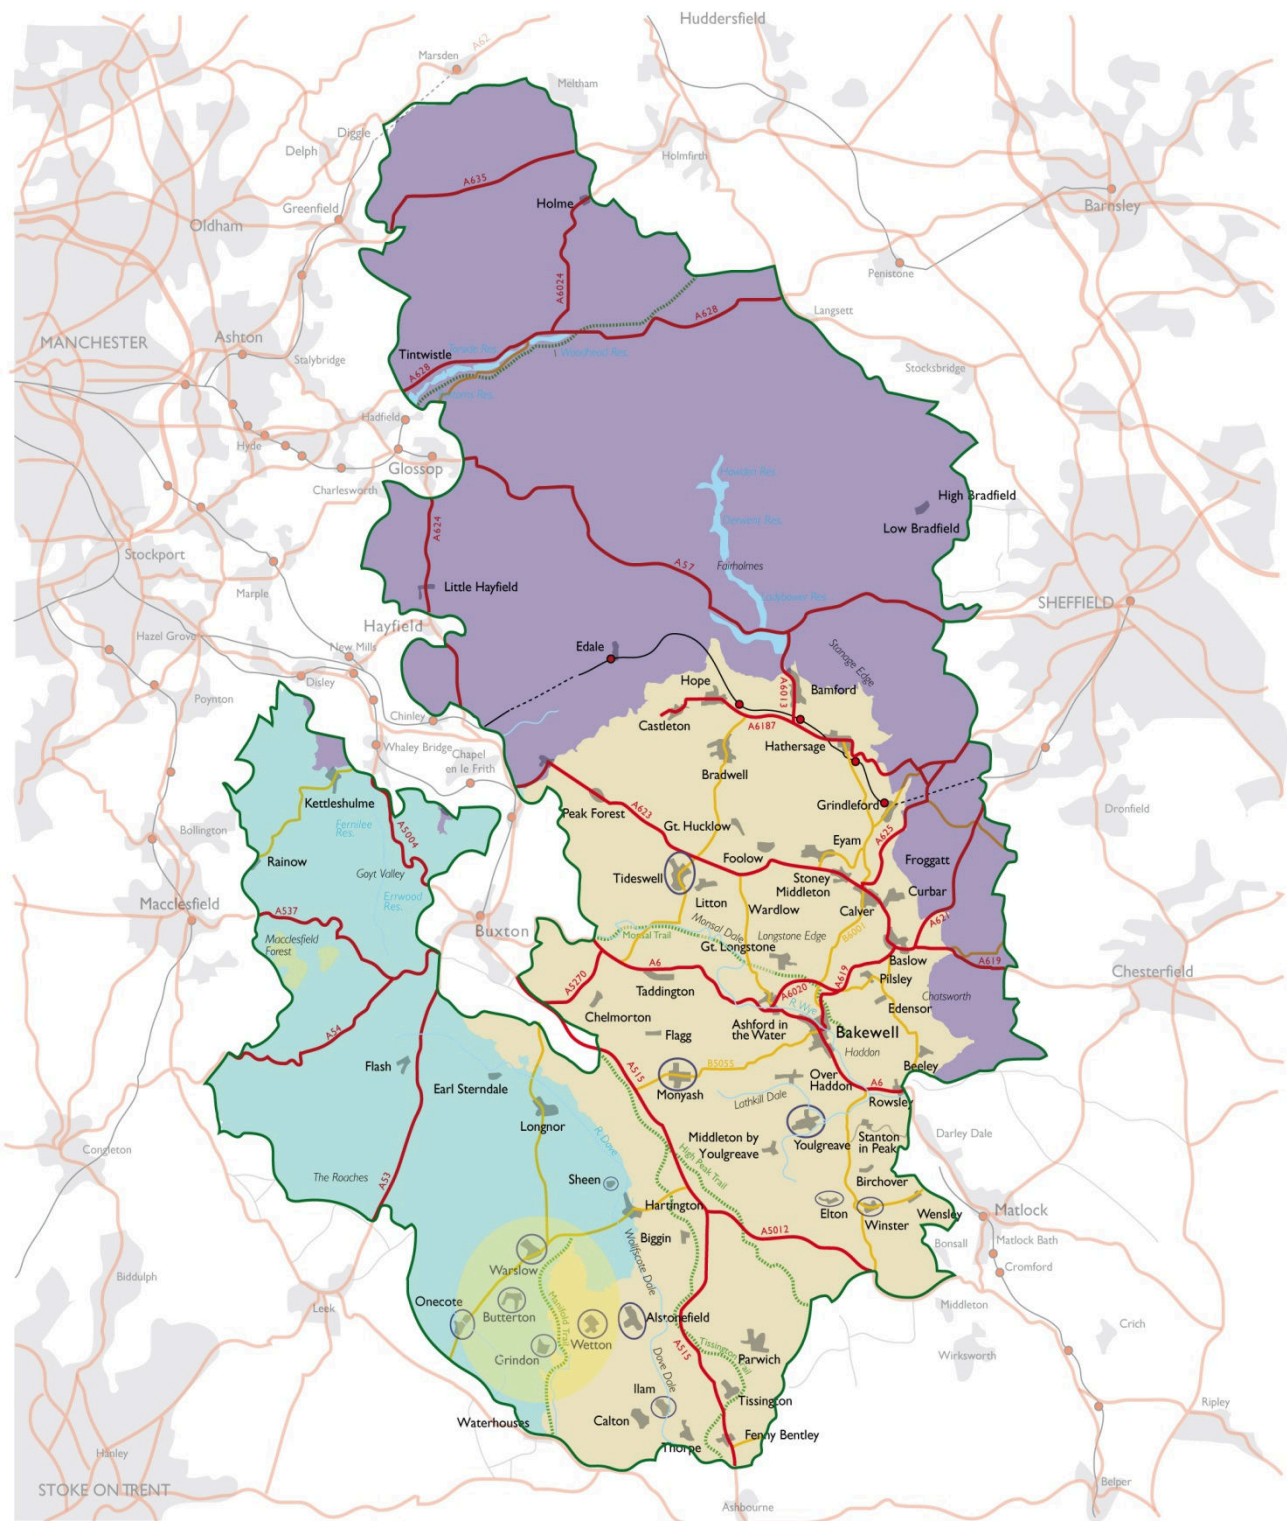 Huddersfield
Marsden
A62
Meltham
Diggle
Delph
Holmfirth
A635
Greenfield
Holme
Barnsley
Oldham
Penistone
A6024
A628
Langsett
MANCHESTER
Ashton
Stalybridge
Tintwistle
Torside Res.
Woodhead Res.
Stocksbridge
A628
Hadfield
Hyde
Glossop
Charlesworth
Howden Res.
High Bradfield
Derwent Res.
Low Bradfield
A624
Stockport
A57
Fairholmes
Marple
Little Hayfield
Ladybower Res.
SHEFFIELD
Hayfield
Hazel Grove
New Mills
Edale
Stanage Edge
Disley
Hope
A6013
Bamford
Poynton
Chinley
Castleton
A6187
Whaley Bridge
Hathersage
Chapel
en le Frith
Bradwell
Kettleshulme
Grindleford
Peak Forest
A623
Dronfield
Bollington
Fernilee
Res.
A5004
Gt. Hucklow
Eyam
A625
Foolow
Froggatt
Rainow
Goyt Valley
Tideswell
Stoney
Middleton
Curbar
Litton
Errwood
Res.
Macclesfield
A537
Wardlow
Calver
A621
Buxton
Monsal Trail
Monsal Dale
Longstone Edge
B6001
Macclesfield
Forest
Gt. Longstone
Baslow
A619
Chesterfield
A6
A619
Pilsley
A5270
Taddington
A6020
Chatsworth
Edensor
R. Wye
Chelmorton
Ashford in
the Water
Bakewell
A54
Flagg
Haddon
Flash
A515
B5055
Beeley
Earl Sterndale
Monyash
Over
Haddon
A6
Lathkill Dale
Rowsley
Longnor
Stanton
in Peak
R Dove
Middleton by
Youlgreave
Youlgreave
Darley Dale
Congleton
High Peak Trail
The Roaches
A53
Sheen
Birchover
Hartington
Elton
Winster
Wensley
Matlock
Biggin
A5012
Bonsall
Matlock Bath
Wolfscote Dale
Warslow
Cromford
Biddulph
Onecote
Butterton
Manifold Trail
Alstonefield
Leek
Middleton
Wetton
Crich
Grindon
Tissington Trail
A515
Parwich
Wirksworth
Dove Dale
Ilam
Tissington
Waterhouses
Calton
Ripley
Thorpe
Fenny Bentley
Hanley
STOKE ON TRENT
Belper
Ashbourne